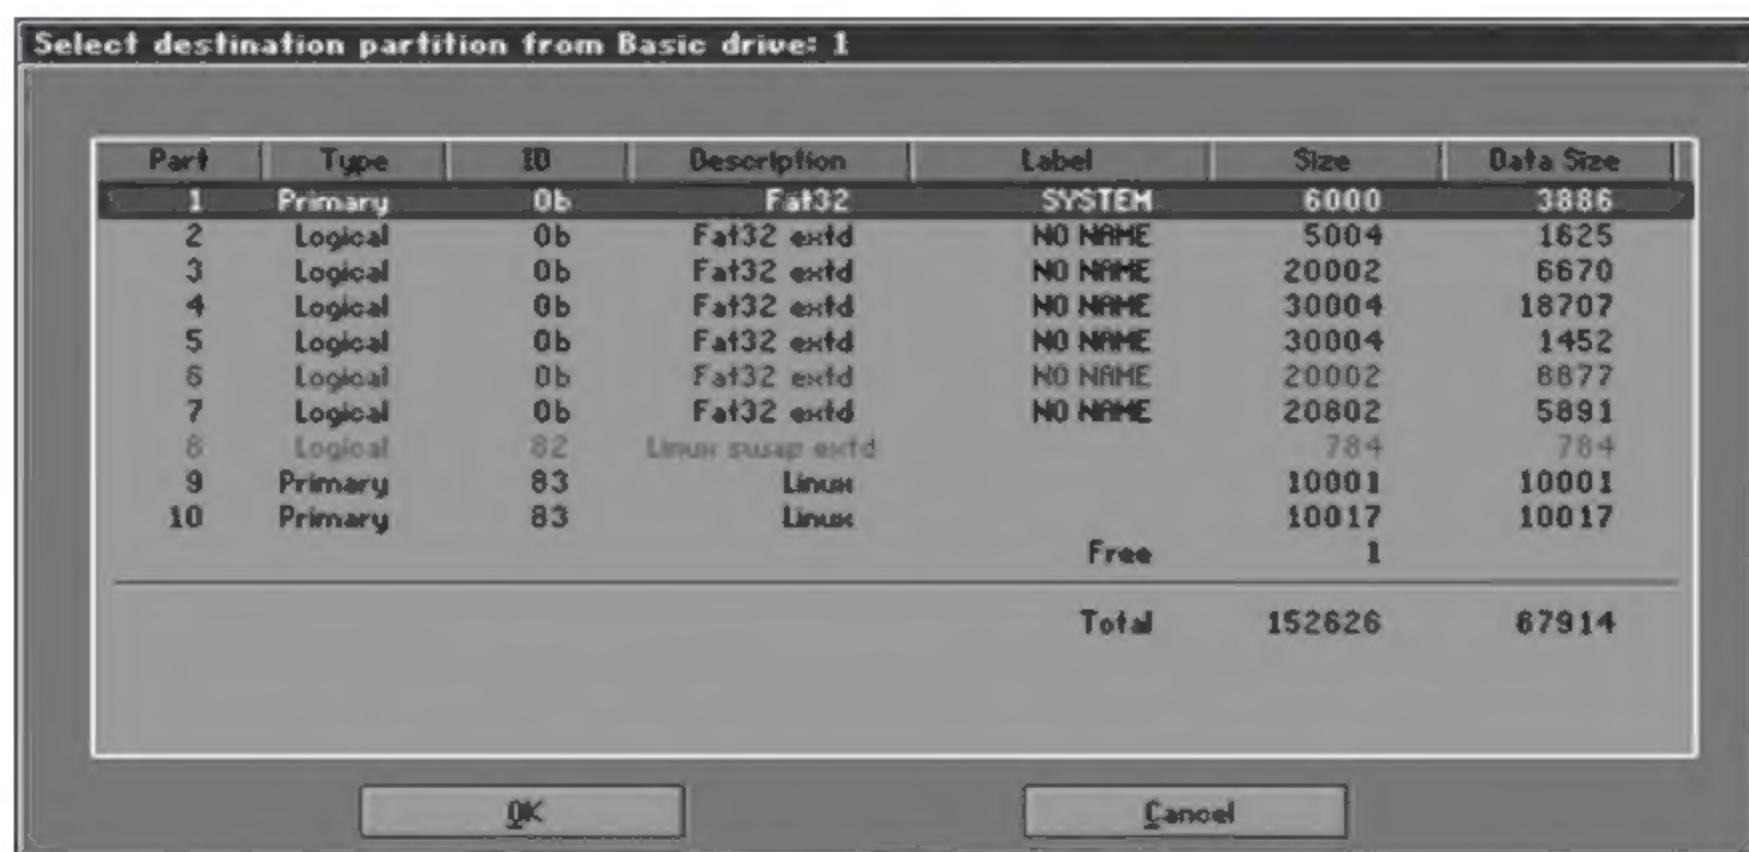 Select destination partition from Basic drive: 1
Part Type ID Description Label Size Data Size
1 Primary 0b Fat32 SYSTEM 6000 3886
2 Logical 0b Fat32 extd NO NAME 5004 1625
3 Logical 0b Fat32 extd NO NAME 20002 6670
4 Logical 0b Fat32 extd NO NAME 30004 18707
5 Logical 0b Fat32 extd NO NAME 30004 1452
6 Logical 0b Fat32 extd NO NAME 20002 8877
7 Logical 0b Fat32 extd NO NAME 20802 5891
8 Logical 82 Linux swap extd 784 784
9 Primary 83 Linux 10001 10001
10 Primary 83 Linux 10017 10017
Free 1
Total 152626 67914
OK Cancel